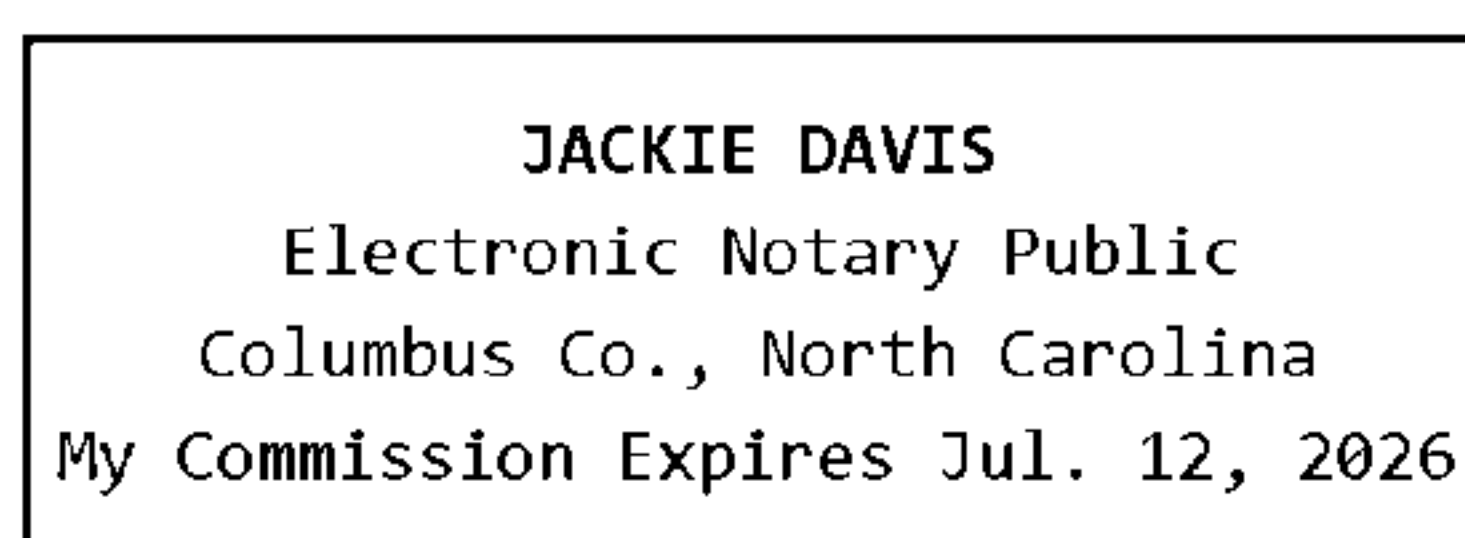 JACKIE DAVIS
Electronic Notary Public
Columbus Co., North Carolina
My Commission Expires Jul. 12, 2026